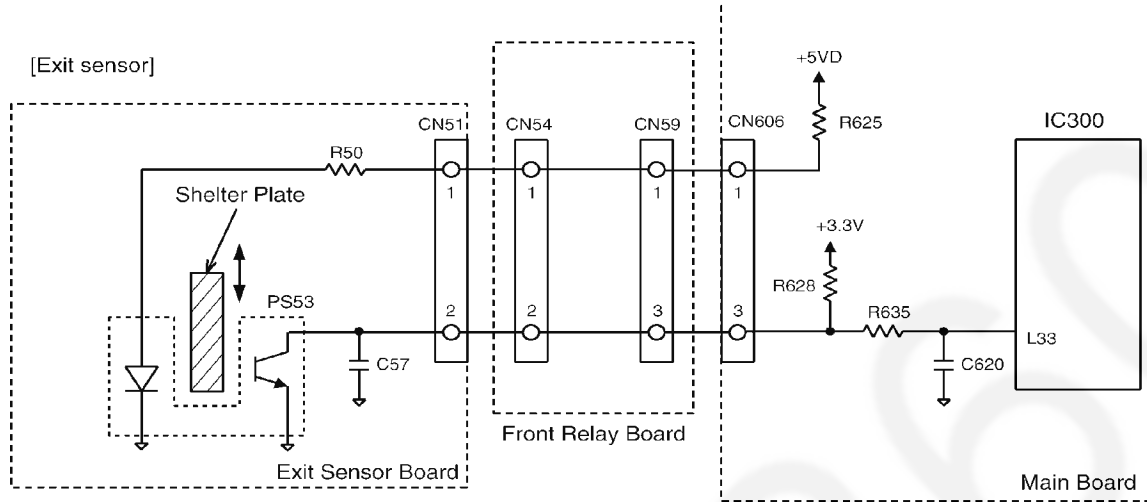 [Exit sensor]
+5VD
R625
IC300
CN51
CN54
CN59
CN606
R50
1
1
1
1
Shelter Plate
+3.3V
R628
PS53
2
2
3
3
R635
L33
C57
C620
Front Relay Board
Exit Sensor Board
Main Board